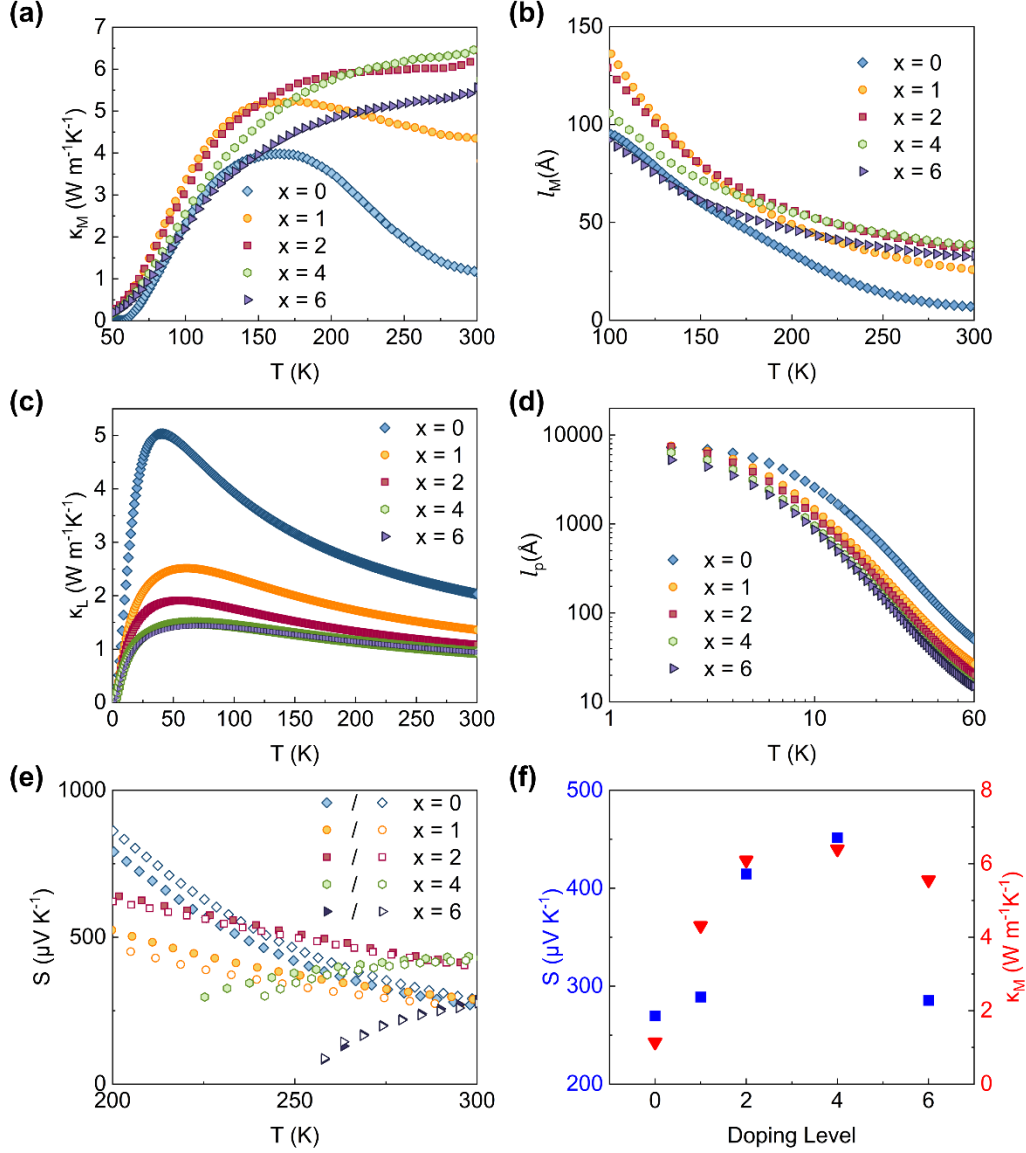 (a)
7
6
5
4
3
2
1
0
κM (W m-1K-1)
x = 0
x = 1
x = 2
x = 4
x = 6
50 100 150 200 250 300
T (K)
(b)
150
100
50
0
lM(Å)
x = 0
x = 1
x = 2
x = 4
x = 6
100 150 200 250 300
T (K)
(c)
5
4
3
2
1
0
κL (W m-1K-1)
x = 0
x = 1
x = 2
x = 4
x = 6
0 50 100 150 200 250 300
T (K)
(d)
10000
1000
100
10
lp(Å)
x = 0
x = 1
x = 2
x = 4
x = 6
1 10 60
T (K)
(e)
1000
500
0
S (μV K-1)
/ x = 0
/ x = 1
/ x = 2
/ x = 4
/ x = 6
200 250 300
T (K)
(f)
500
400
300
200
S (μV K-1)
8
6
4
2
0
κM (W m-1K-1)
0 2 4 6
Doping Level